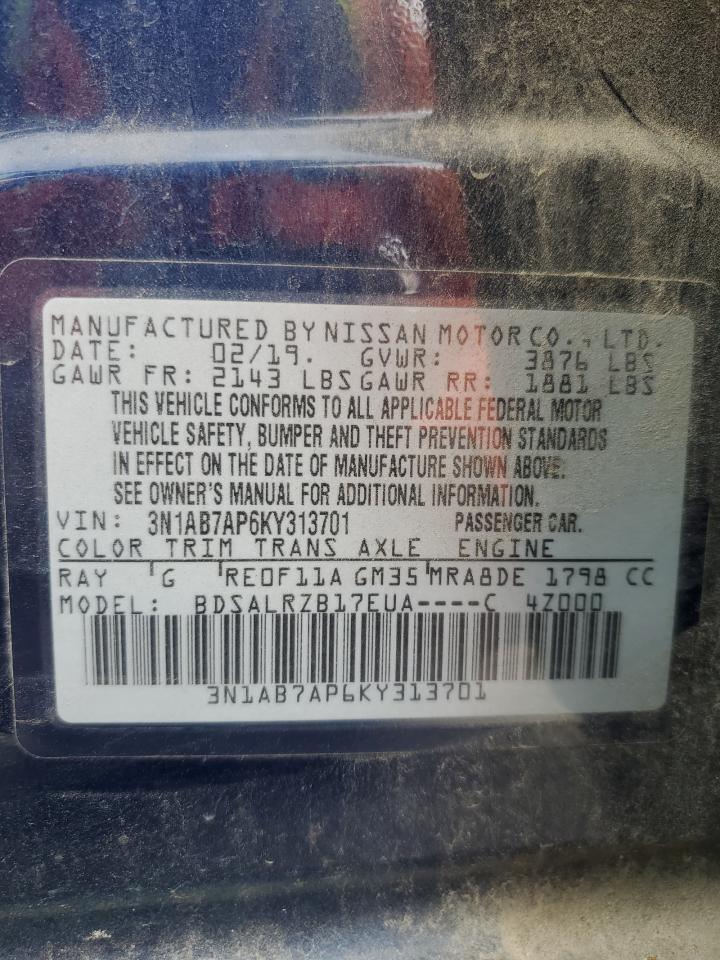 MANUFACTURED BY NISSAN MOTOR CO., LTD.
DATE: 02/19. GVWR: 3876 LBS
GAWR FR: 2143 LBS GAWR RR: 1881 LBS
THIS VEHICLE CONFORMS TO ALL APPLICABLE FEDERAL MOTOR
VEHICLE SAFETY, BUMPER AND THEFT PREVENTION STANDARDS
IN EFFECT ON THE DATE OF MANUFACTURE SHOWN ABOVE.
SEE OWNER'S MANUAL FOR ADDITIONAL INFORMATION.
VIN: 3N1AB7AP6KY313701 PASSENGER CAR.
COLOR TRIM TRANS AXLE ENGINE
RAY G RE0F11A GM35 MRA8DE 1798 CC
MODEL: BDSALRZB17EUA----C 4Z000
3N1AB7AP6KY313701